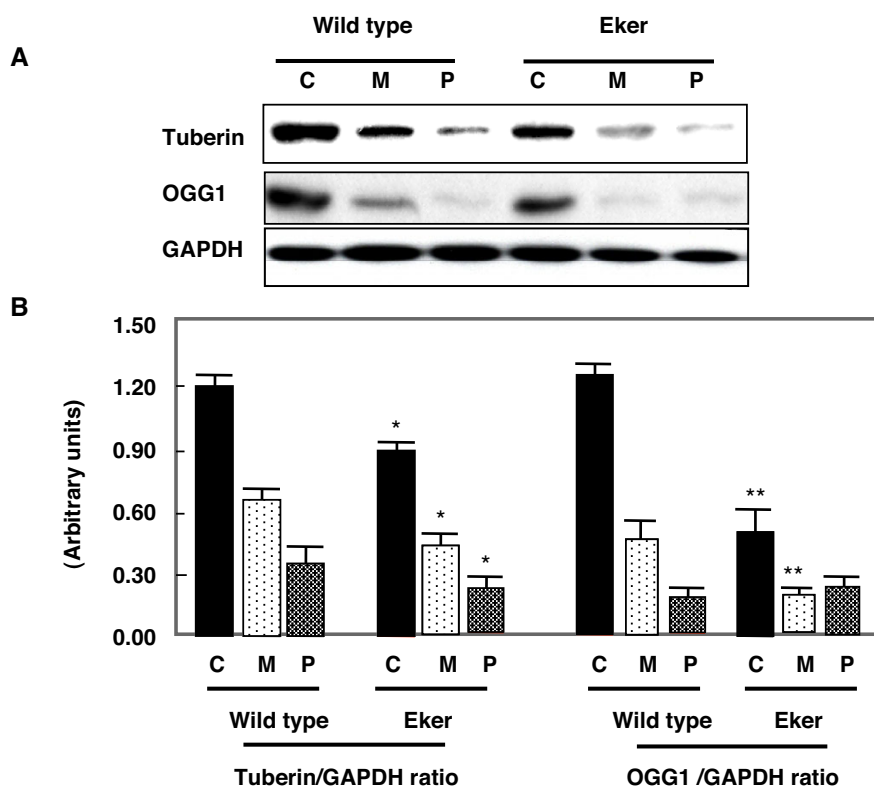 A
Wild type Eker
C M P C M P
Tuberin
OGG1
GAPDH
B
(Arbitrary units)
1.50
1.20
0.90
0.60
0.30
0.00
* * * ** **
C M P C M P C M P C M P
Wild type Eker Wild type Eker
Tuberin/GAPDH ratio OGG1 /GAPDH ratio